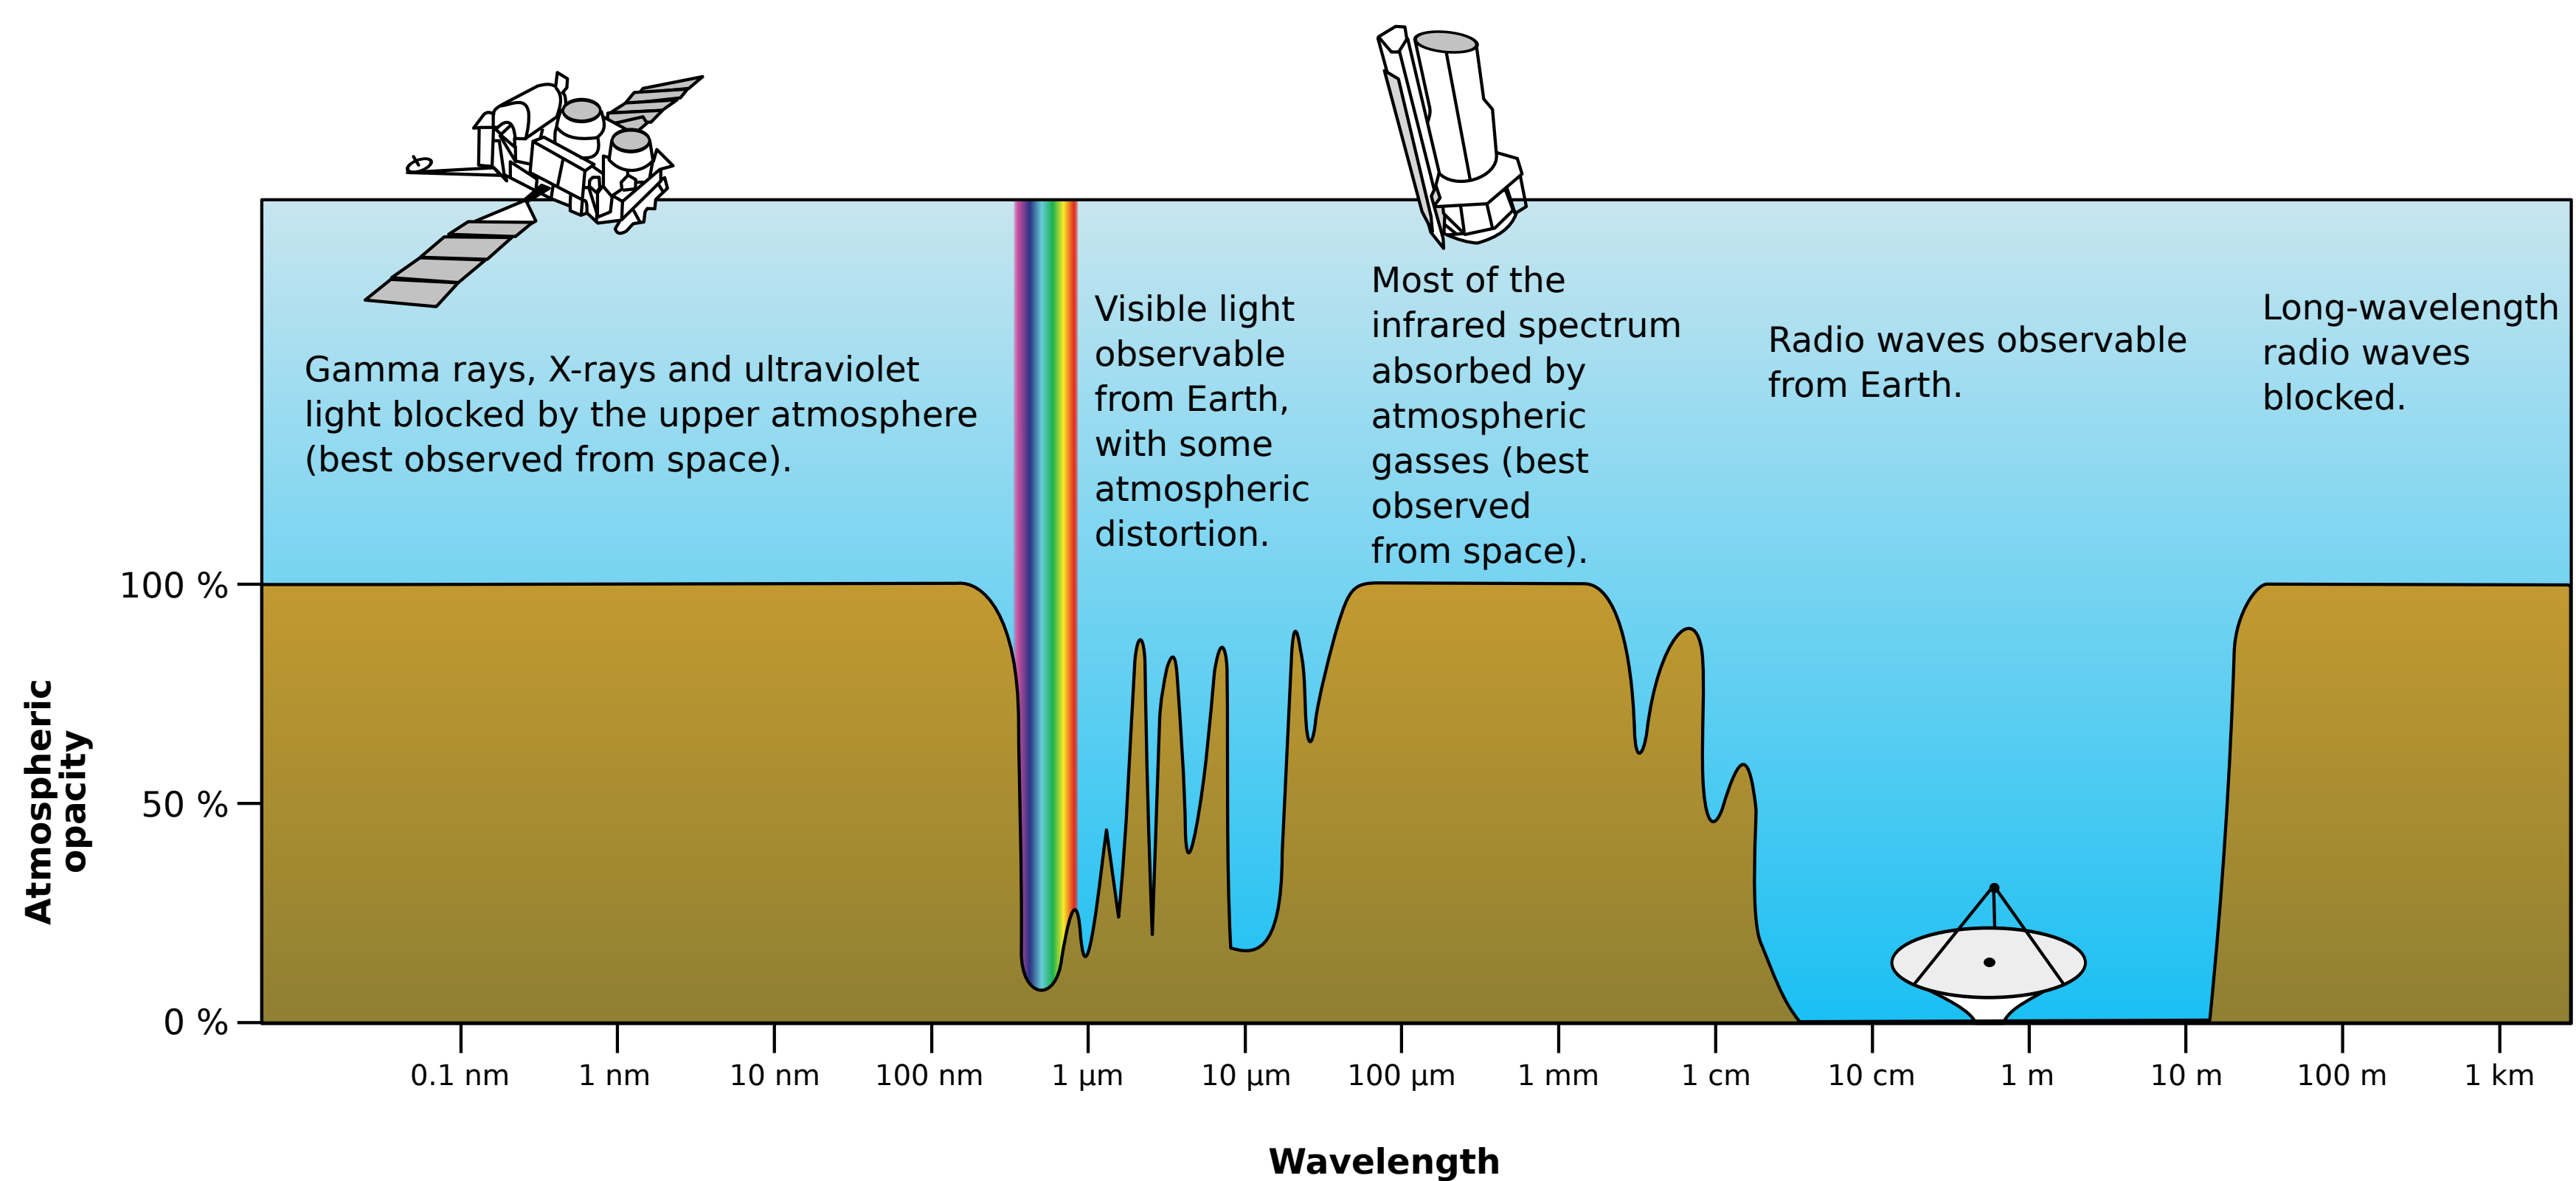 Gamma rays, X-rays and ultraviolet
light blocked by the upper atmosphere
(best observed from space).
Visible light
observable
from Earth,
with some
atmospheric
distortion.
Most of the
infrared spectrum
absorbed by
atmospheric
gasses (best
observed
from space).
Radio waves observable
from Earth.
Long-wavelength
radio waves
blocked.
Atmospheric
opacity
100 %
50 %
0 %
0.1 nm
1 nm
10 nm
100 nm
1 μm
10 μm
100 μm
1 mm
1 cm
10 cm
1 m
10 m
100 m
1 km
Wavelength